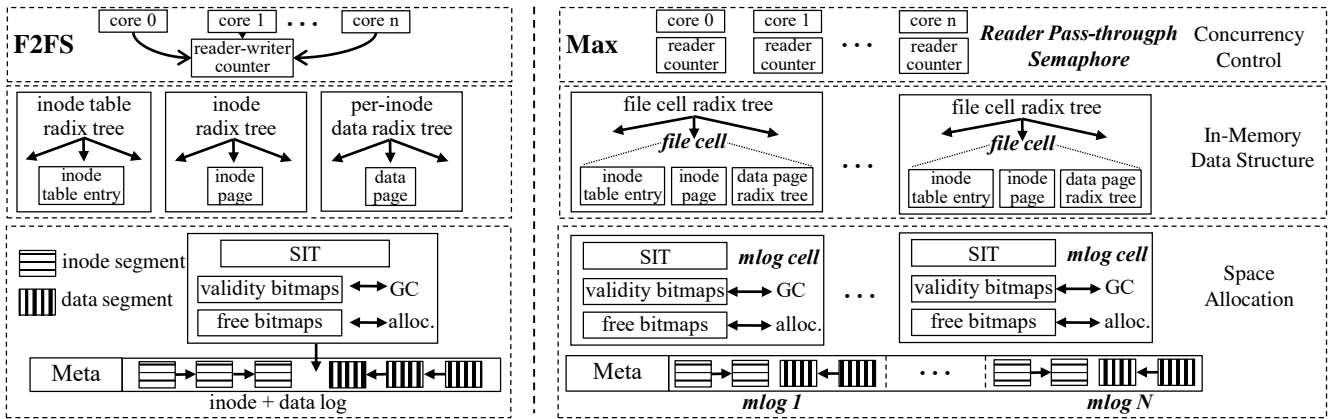 F2FS
core 0
core 1
. . .
core n
reader-writer
counter
inode table
radix tree
inode
table entry
inode
radix tree
inode
page
per-inode
data radix tree
data
page
inode segment
data segment
SIT
validity bitmaps
GC
free bitmaps
alloc.
Meta
inode + data log
Max
core 0
core 1
core n
reader
counter
reader
counter
. . .
reader
counter
Reader Pass-througph
Semaphore
Concurrency
Control
file cell radix tree
file cell
inode
table entry
inode
page
data page
radix tree
. . .
file cell radix tree
file cell
inode
table entry
inode
page
data page
radix tree
In-Memory
Data Structure
SIT
mlog cell
validity bitmaps
GC
free bitmaps
alloc.
. . .
SIT
mlog cell
validity bitmaps
GC
free bitmaps
alloc.
Space
Allocation
Meta
. . .
mlog 1
mlog N